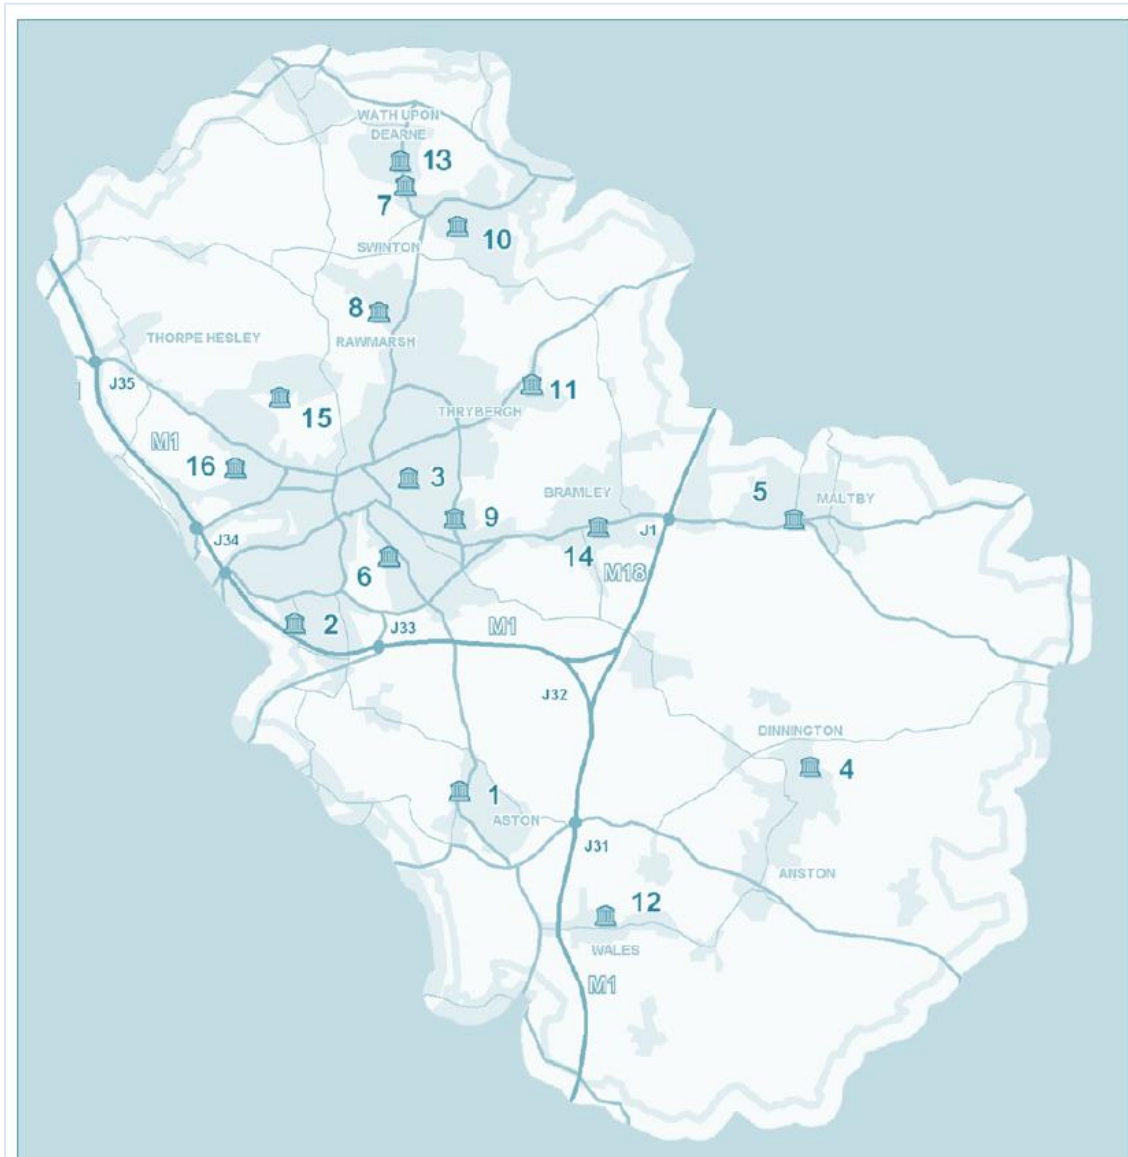 WATH UPON
DEARNE
13
7
10
SWINTON
8
THORPE HESLEY
RAWMARSH
J35
11
15
THRYBERGH
M1
16
3
5
BRAMLEY
MALTBY
9
J34
J1
14
6
M18
2
J33
M1
J32
DINNINGTON
4
1
ASTON
J31
ANSTON
12
WALES
M1